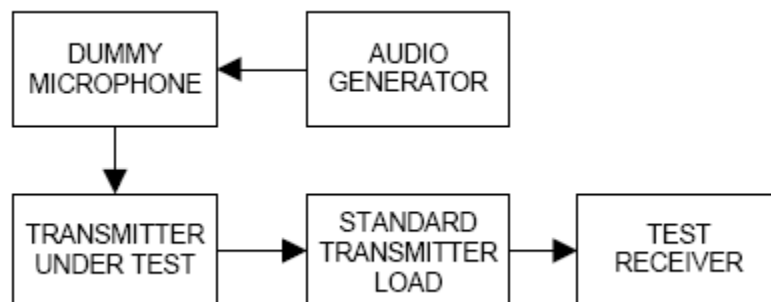 DUMMY
MICROPHONE
AUDIO
GENERATOR
TRANSMITTER
UNDER TEST
STANDARD
TRANSMITTER
LOAD
TEST
RECEIVER